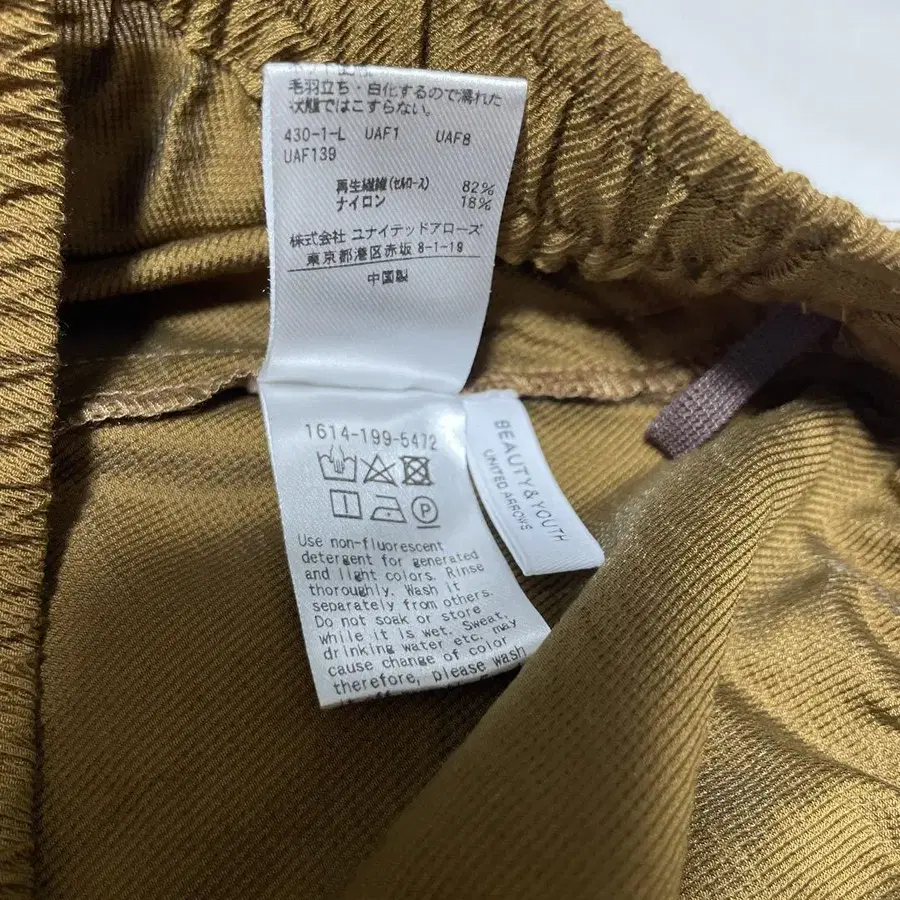 毛羽立ち・白化するので濡れた
状態ではこすらない。
430-1-L UAF1 UAF8
UAF139
再生繊維(セルロース) 82%
ナイロン 18%
株式会社 ユナイテッドアローズ
東京都港区赤坂 8-1-19
中国製
1614-199-5472
P
Use non-fluorescent
detergent for generated
and light colors. Rinse
thoroughly. Wash it
separately from others.
Do not soak or store
while it is wet. Sweat,
drinking water etc. may
cause change of color
therefore, please wash
BEAUTY&YOUTH
UNITED ARROWS